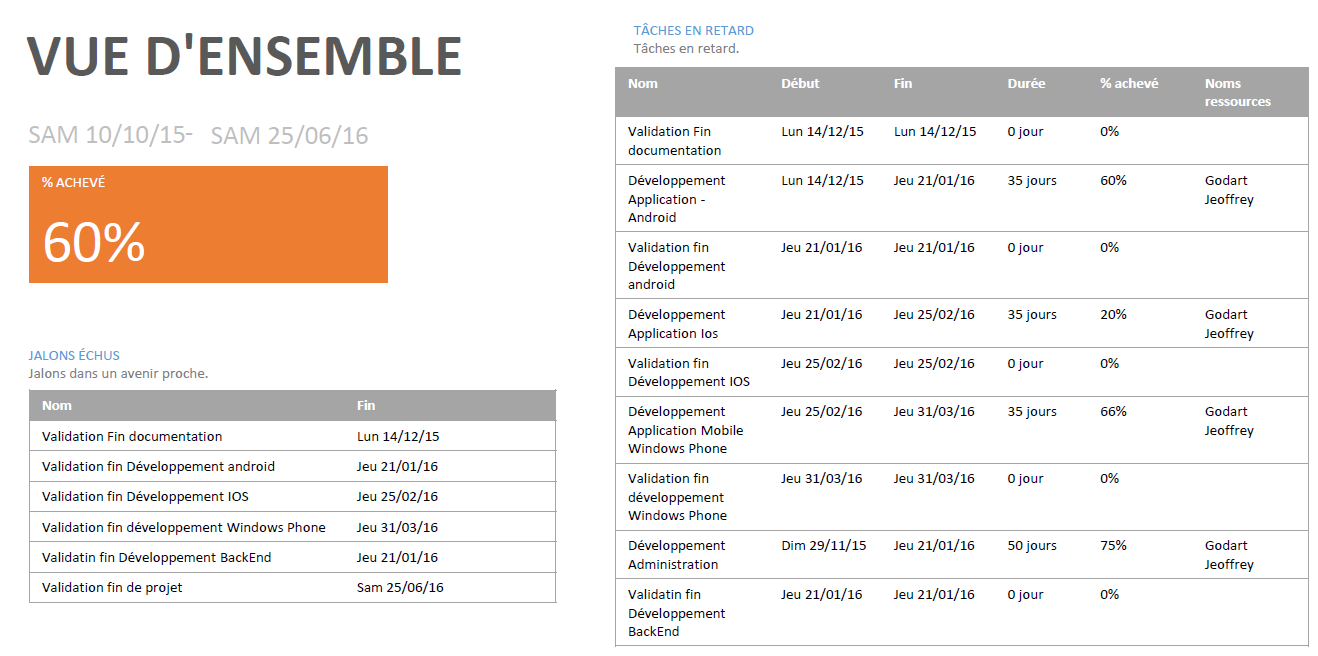 VUE D'ENSEMBLE
SAM 10/10/15- SAM 25/06/16
% ACHEVÉ
60%
JALONS ÉCHUS
Jalons dans un avenir proche.
Nom Fin
Validation Fin documentation Lun 14/12/15
Validation fin Développement android Jeu 21/01/16
Validation fin Développement IOS Jeu 25/02/16
Validation fin développement Windows Phone Jeu 31/03/16
Validatin fin Développement BackEnd Jeu 21/01/16
Validation fin de projet Sam 25/06/16
TÂCHES EN RETARD
Tâches en retard.
Nom Début Fin Durée % achevé Noms
ressources
Validation Fin Lun 14/12/15 Lun 14/12/15 0 jour 0%
documentation
Développement Lun 14/12/15 Jeu 21/01/16 35 jours 60% Godart
Application - Jeoffrey
Android
Validation fin Jeu 21/01/16 Jeu 21/01/16 0 jour 0%
Développement
android
Développement Jeu 21/01/16 Jeu 25/02/16 35 jours 20% Godart
Application Ios Jeoffrey
Validation fin Jeu 25/02/16 Jeu 25/02/16 0 jour 0%
Développement IOS
Développement Jeu 25/02/16 Jeu 31/03/16 35 jours 66% Godart
Application Mobile Jeoffrey
Windows Phone
Validation fin Jeu 31/03/16 Jeu 31/03/16 0 jour 0%
développement
Windows Phone
Développement Dim 29/11/15 Jeu 21/01/16 50 jours 75% Godart
Administration Jeoffrey
Validatin fin Jeu 21/01/16 Jeu 21/01/16 0 jour 0%
Développement
BackEnd